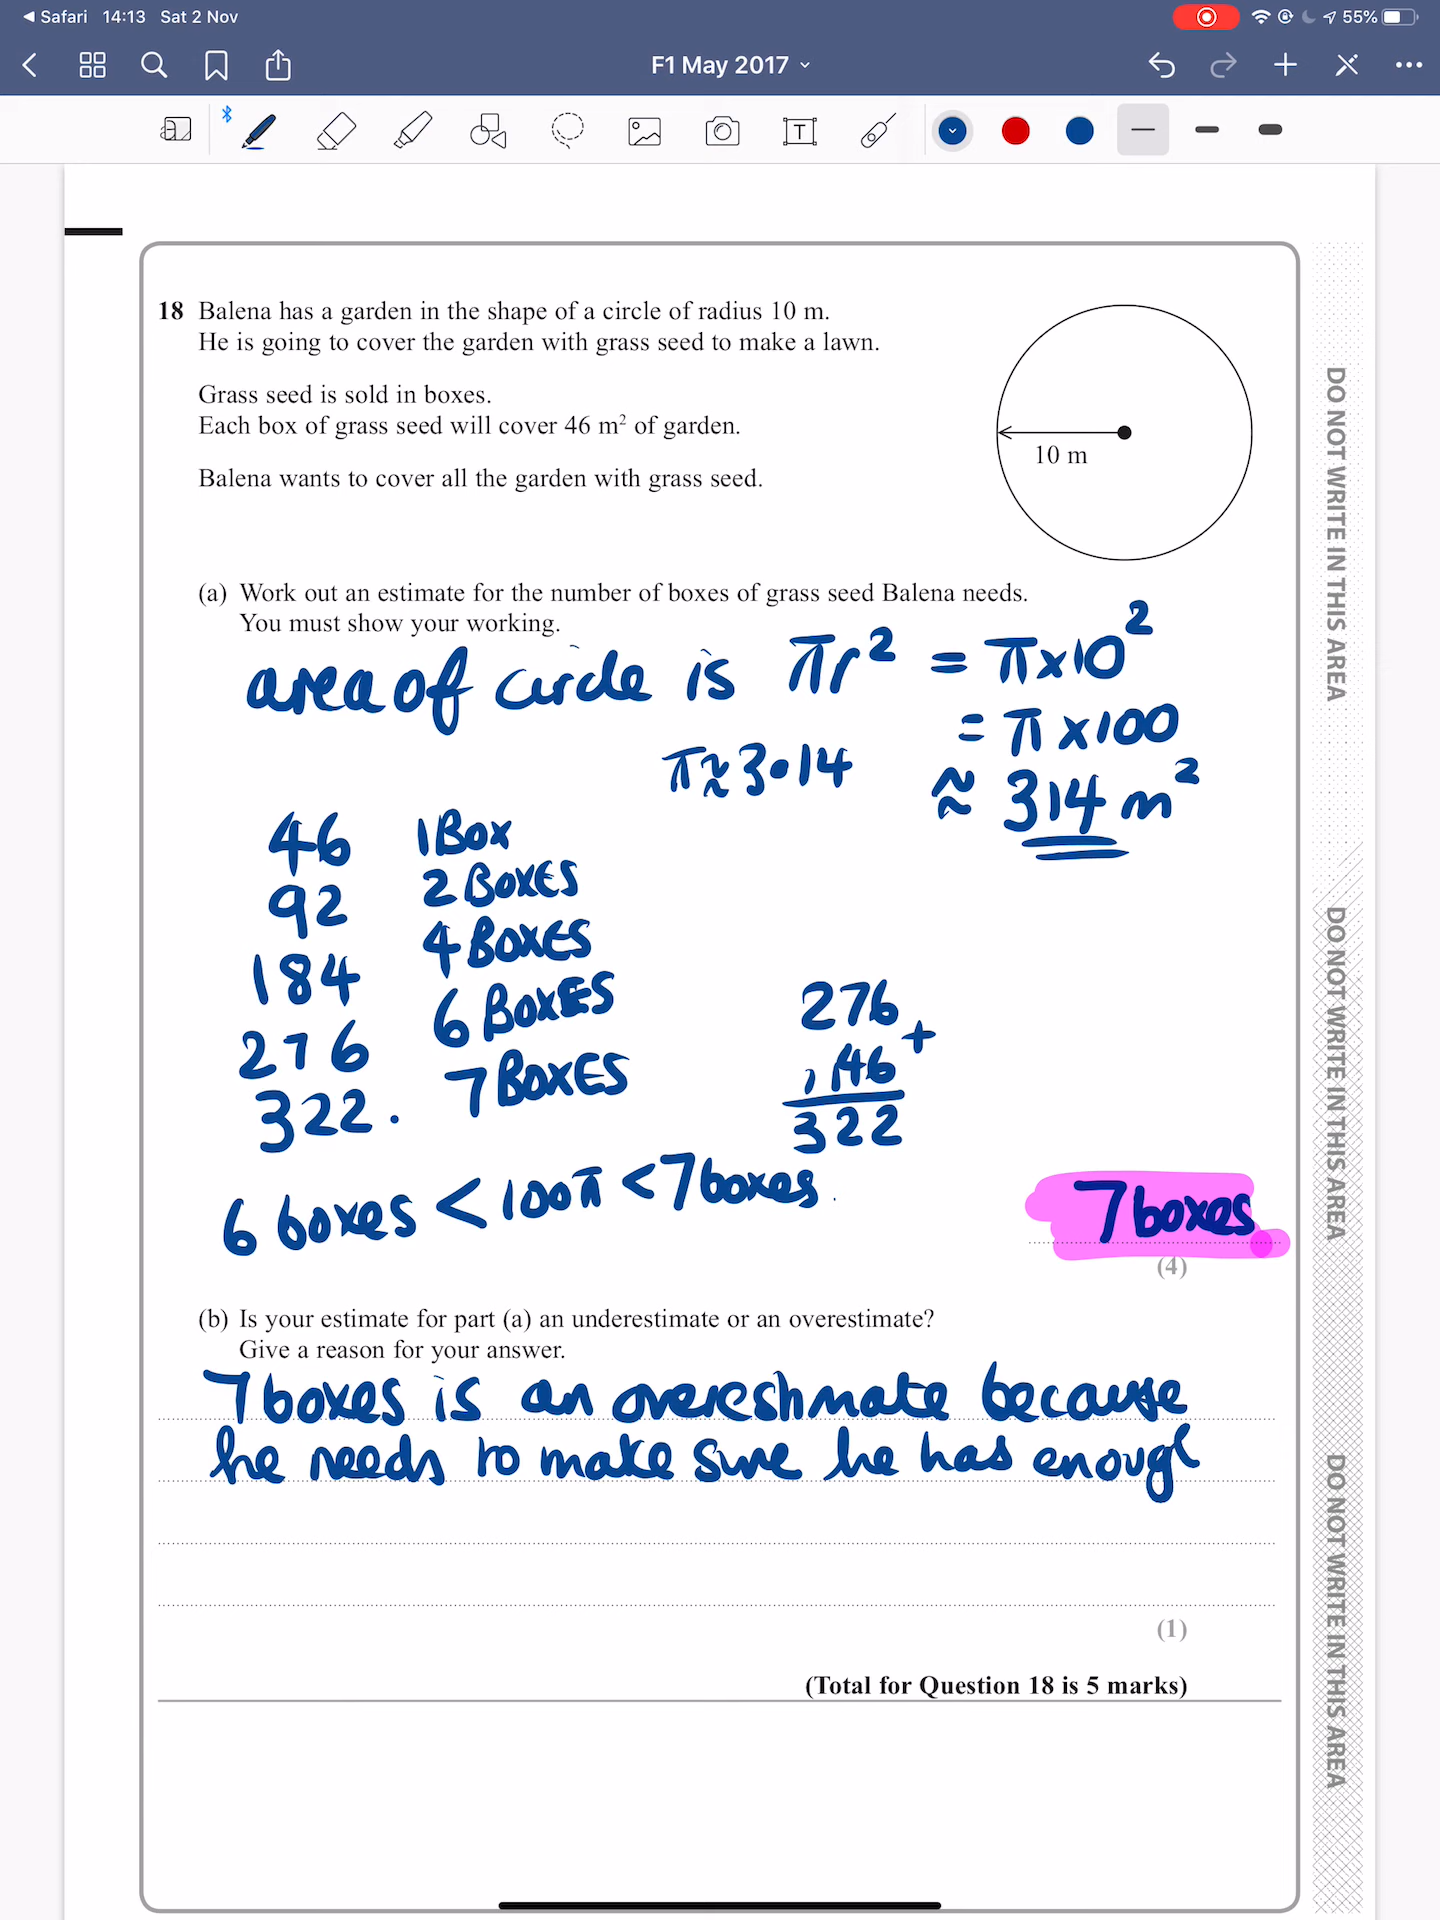 Safari 14:13 Sat 2 Nov 55%
F1 May 2017
18 Balena has a garden in the shape of a circle of radius 10 m.
He is going to cover the garden with grass seed to make a lawn.
Grass seed is sold in boxes.
Each box of grass seed will cover 46 m² of garden.
Balena wants to cover all the garden with grass seed.
10 m
(a) Work out an estimate for the number of boxes of grass seed Balena needs.
You must show your working.
area of circle is πr² = π×10²
= π×100
π≈3·14
≈ 314 m²
46 1 Box
92 2 BOXES
184 4 BOXES
276 6 BOXES
322. 7 BOXES
276
46 +
322
6 boxes < 100π < 7 boxes.
7 boxes
(4)
(b) Is your estimate for part (a) an underestimate or an overestimate?
Give a reason for your answer.
7 boxes is an overestimate because
he needs to make sure he has enough
(1)
(Total for Question 18 is 5 marks)
DO NOT WRITE IN THIS AREA
DO NOT WRITE IN THIS AREA
DO NOT WRITE IN THIS AREA